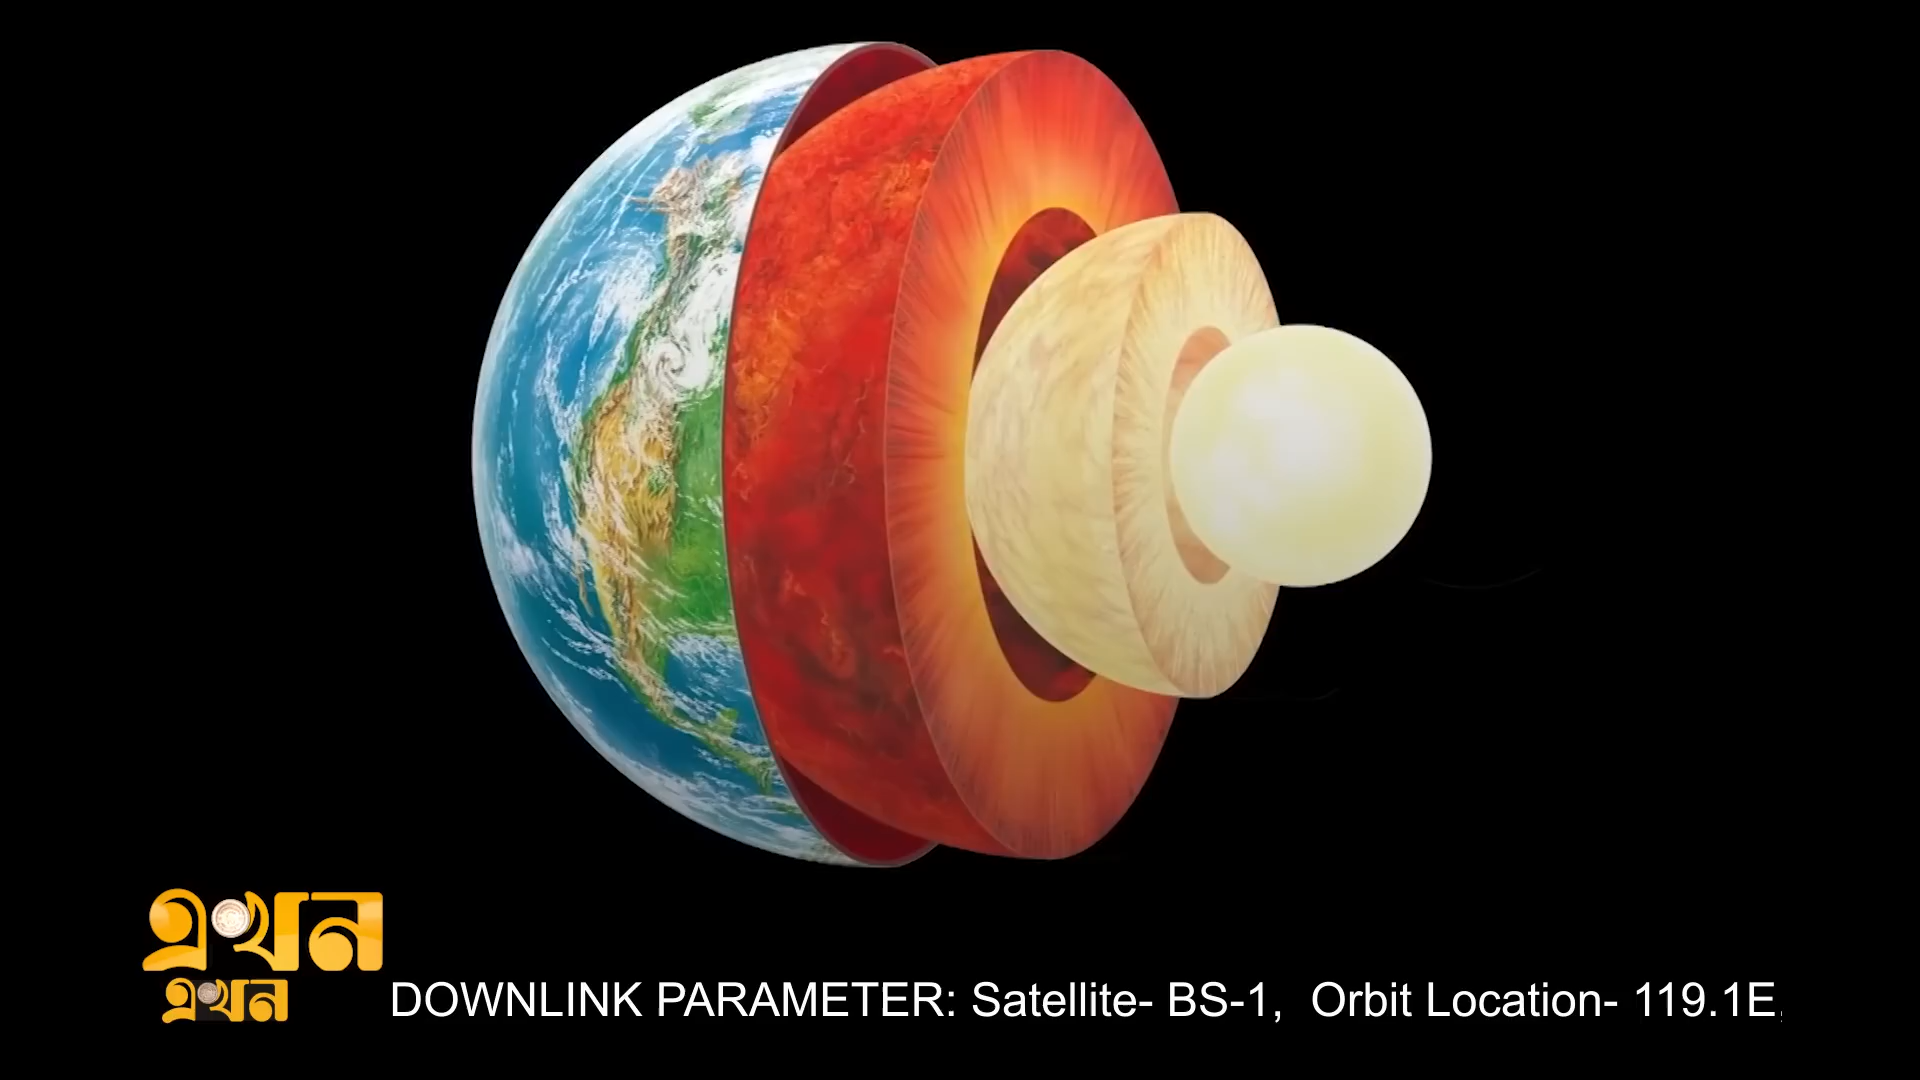 এখন
এখন
DOWNLINK PARAMETER: Satellite- BS-1, Orbit Location- 119.1E